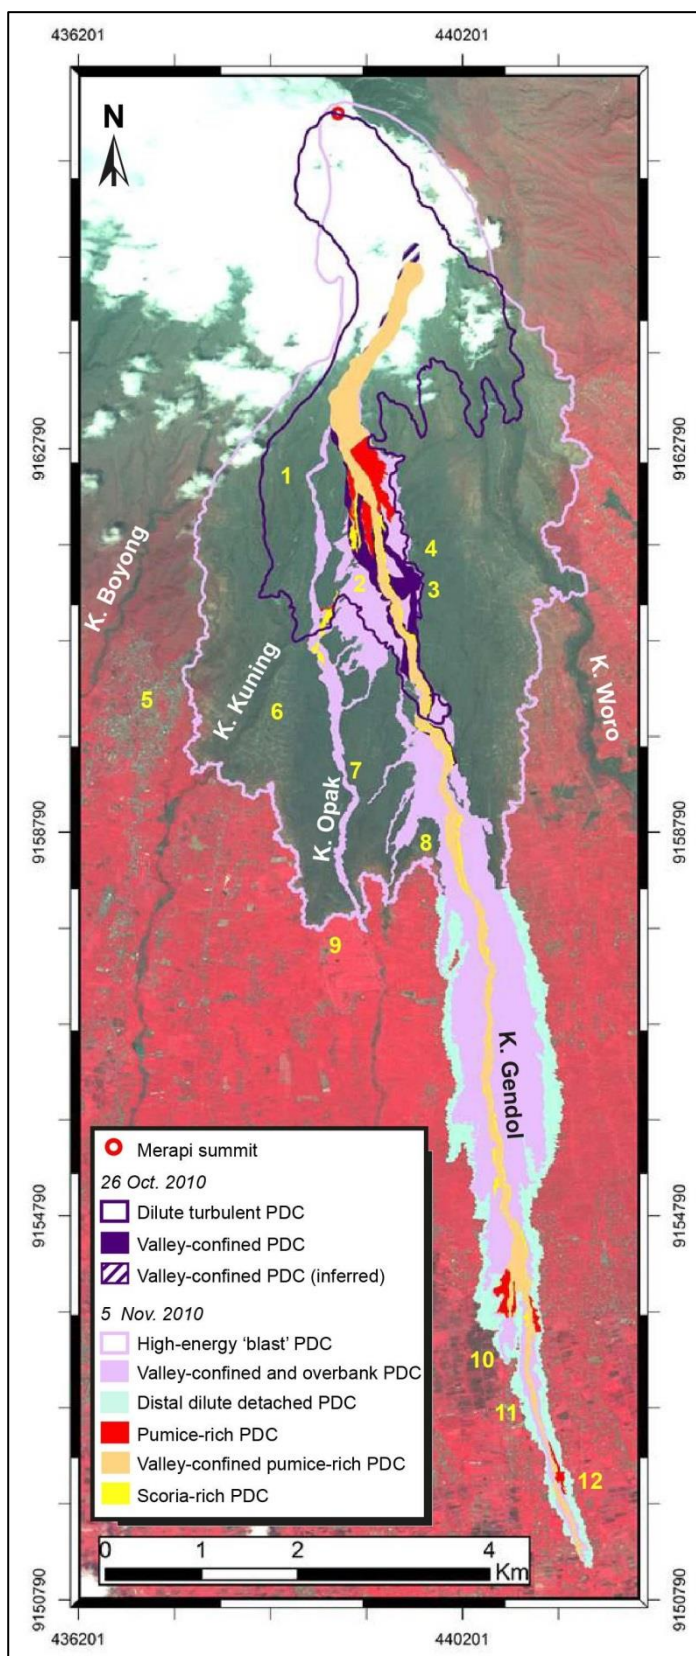 436201 440201
N
9162790 9162790
1
4
2
3
K. Boyong
K. Kuning
K. Woro
5
6
7
K. Opak
9158790 9158790
8
9
K. Gendol
Merapi summit
26 Oct. 2010
Dilute turbulent PDC
Valley-confined PDC
Valley-confined PDC (inferred)
5 Nov. 2010
High-energy ‘blast’ PDC
Valley-confined and overbank PDC
Distal dilute detached PDC
Pumice-rich PDC
Valley-confined pumice-rich PDC
Scoria-rich PDC
9154790 9154790
10
11
12
0 1 2 4
Km
9150790 9150790
436201 440201